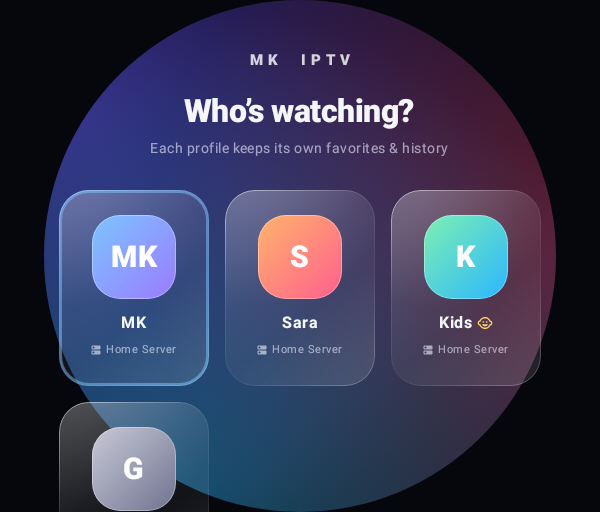 MK IPTV
Who's watching?
Each profile keeps its own favorites & history
MK
S
K
MK
Sara
Kids
Home Server
Home Server
Home Server
G